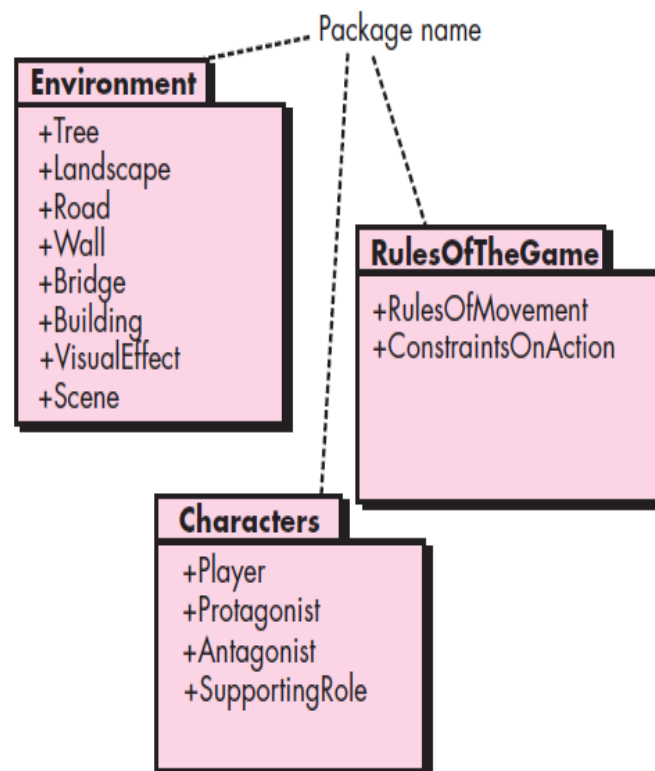 Package name
Environment
+Tree
+Landscape
+Road
+Wall
+Bridge
+Building
+VisualEffect
+Scene
RulesOfTheGame
+RulesOfMovement
+ConstraintsOnAction
Characters
+Player
+Protagonist
+Antagonist
+SupportingRole